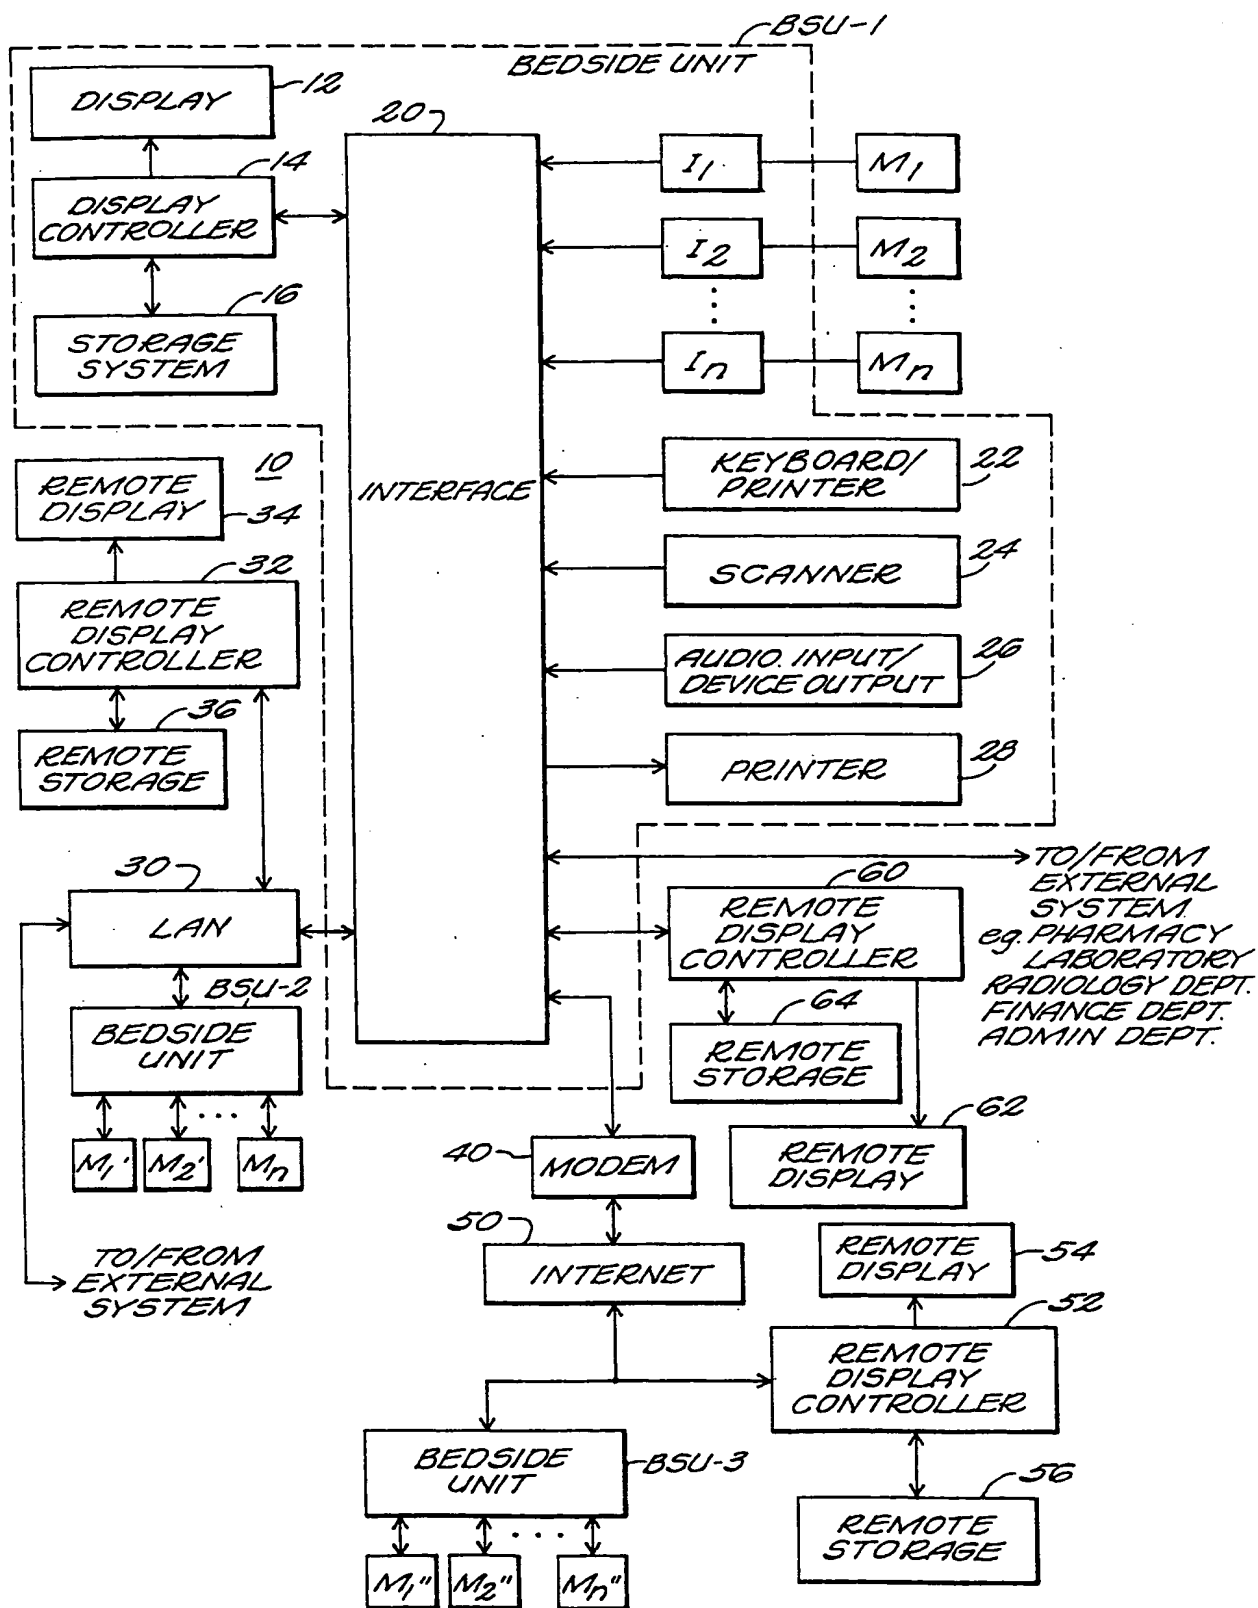 BSU-1
BEDSIDE UNIT
DISPLAY
12
DISPLAY
CONTROLLER
14
STORAGE
SYSTEM
16
20
INTERFACE
I1
M1
I2
M2
In
Mn
KEYBOARD/
PRINTER
22
SCANNER
24
AUDIO. INPUT/
DEVICE OUTPUT
26
PRINTER
28
10
REMOTE
DISPLAY
34
32
REMOTE
DISPLAY
CONTROLLER
36
REMOTE
STORAGE
30
LAN
BSU-2
BEDSIDE
UNIT
M1'
M2'
Mn
TO/FROM
EXTERNAL
SYSTEM
TO/FROM
EXTERNAL
SYSTEM.
eg. PHARMACY
LABORATORY
RADIOLOGY DEPT.
FINANCE DEPT.
ADMIN DEPT.
60
REMOTE
DISPLAY
CONTROLLER
64
REMOTE
STORAGE
62
REMOTE
DISPLAY
40
MODEM
50
INTERNET
REMOTE
DISPLAY
54
52
REMOTE
DISPLAY
CONTROLLER
56
REMOTE
STORAGE
BEDSIDE
UNIT
BSU-3
M1"
M2"
Mn"